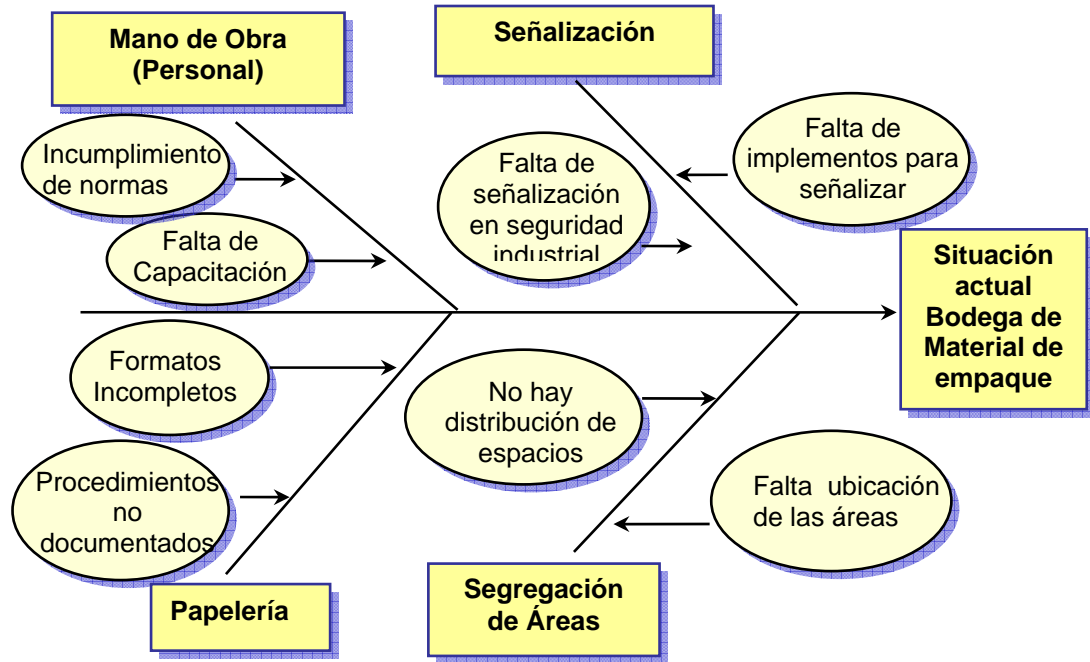 Mano de Obra
(Personal)
Señalización
Incumplimiento
de normas
Falta de
Capacitación
Falta de
señalización
en seguridad
industrial
Falta de
implementos para
señalizar
Situación
actual
Bodega de
Material de
empaque
Formatos
Incompletos
Procedimientos
no
documentados
No hay
distribución de
espacios
Falta ubicación
de las áreas
Papelería
Segregación
de Áreas